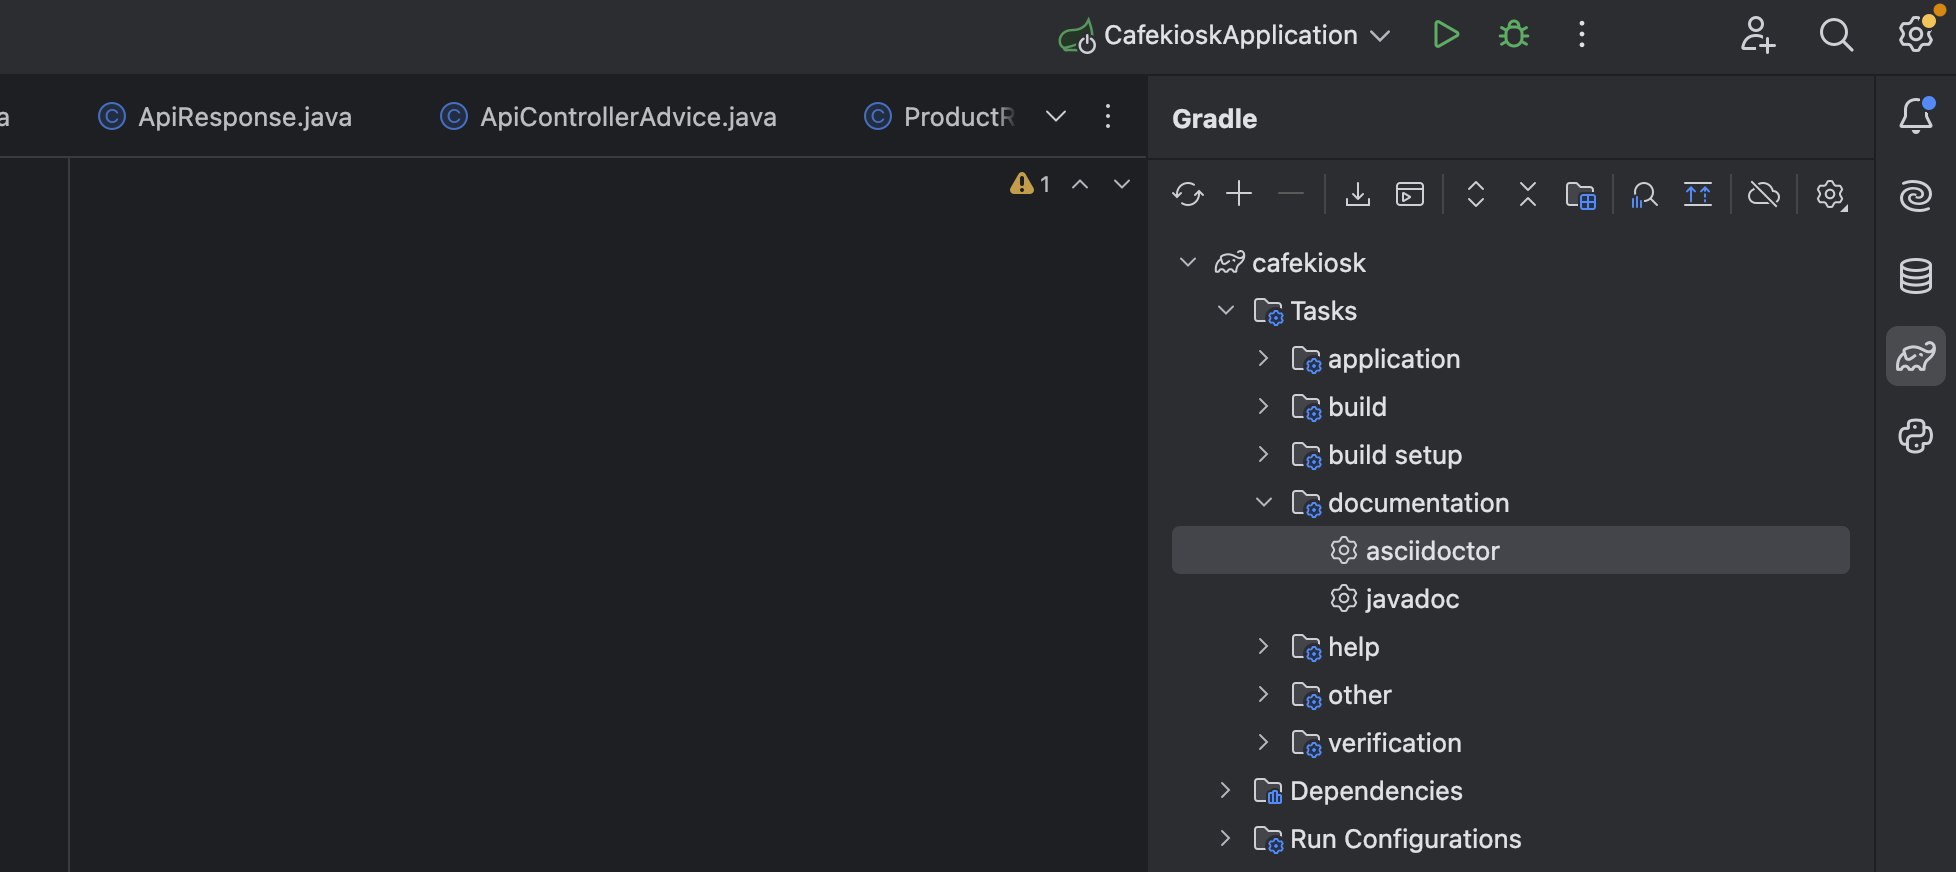 CafekioskApplication
a
ApiResponse.java
ApiControllerAdvice.java
ProductR
Gradle
1
cafekiosk
Tasks
application
build
build setup
documentation
asciidoctor
javadoc
help
other
verification
Dependencies
Run Configurations